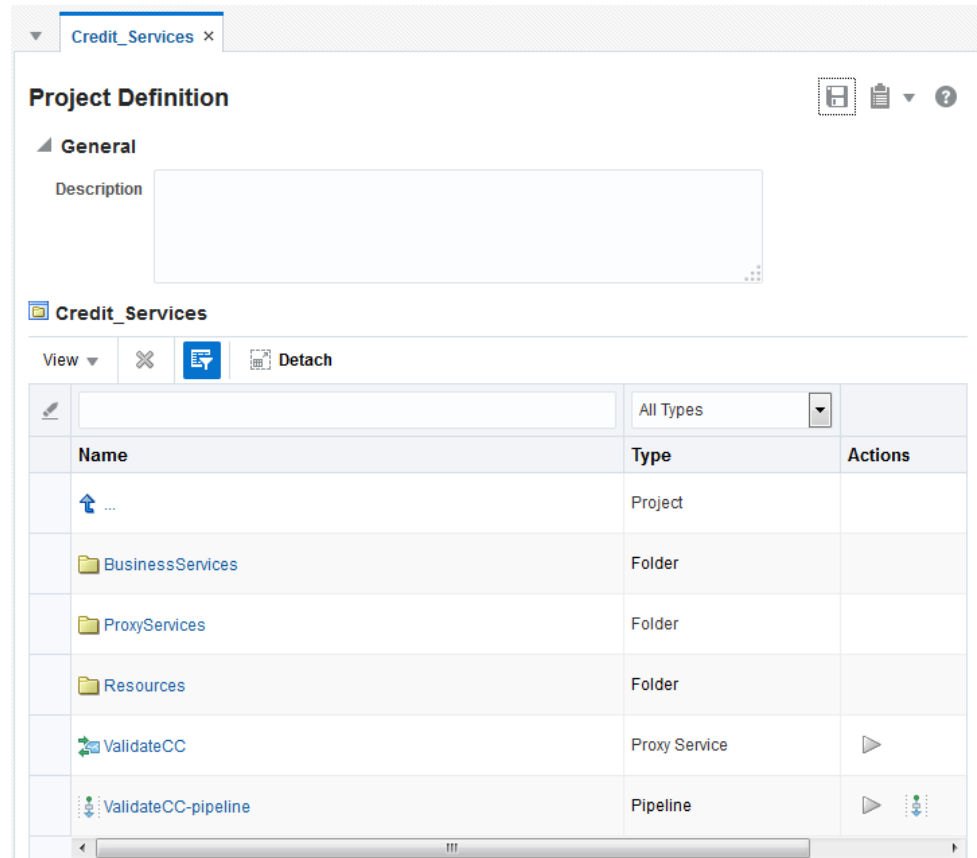 Credit_Services ×
Project Definition
General
Description
Credit_Services
View Detach
All Types
Name Type Actions
... Project
BusinessServices Folder
ProxyServices Folder
Resources Folder
ValidateCC Proxy Service
ValidateCC-pipeline Pipeline